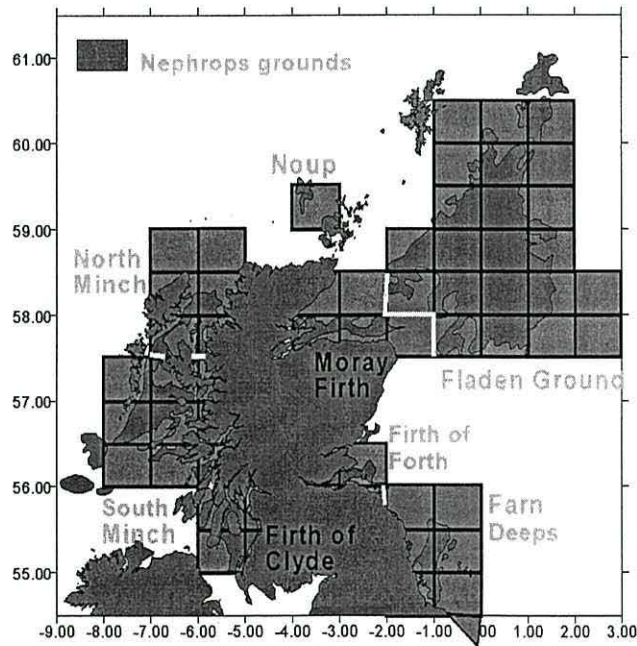 Nephrops grounds
61.00
60.00
59.00
58.00
57.00
56.00
55.00
Noup
North
Minch
Moray
Firth
Fladen Ground
Firth of
Forth
South
Minch
Firth of
Clyde
Farn
Deeps
-9.00 -8.00 -7.00 -6.00 -5.00 -4.00 -3.00 -2.00 -1.00 0.00 1.00 2.00 3.00